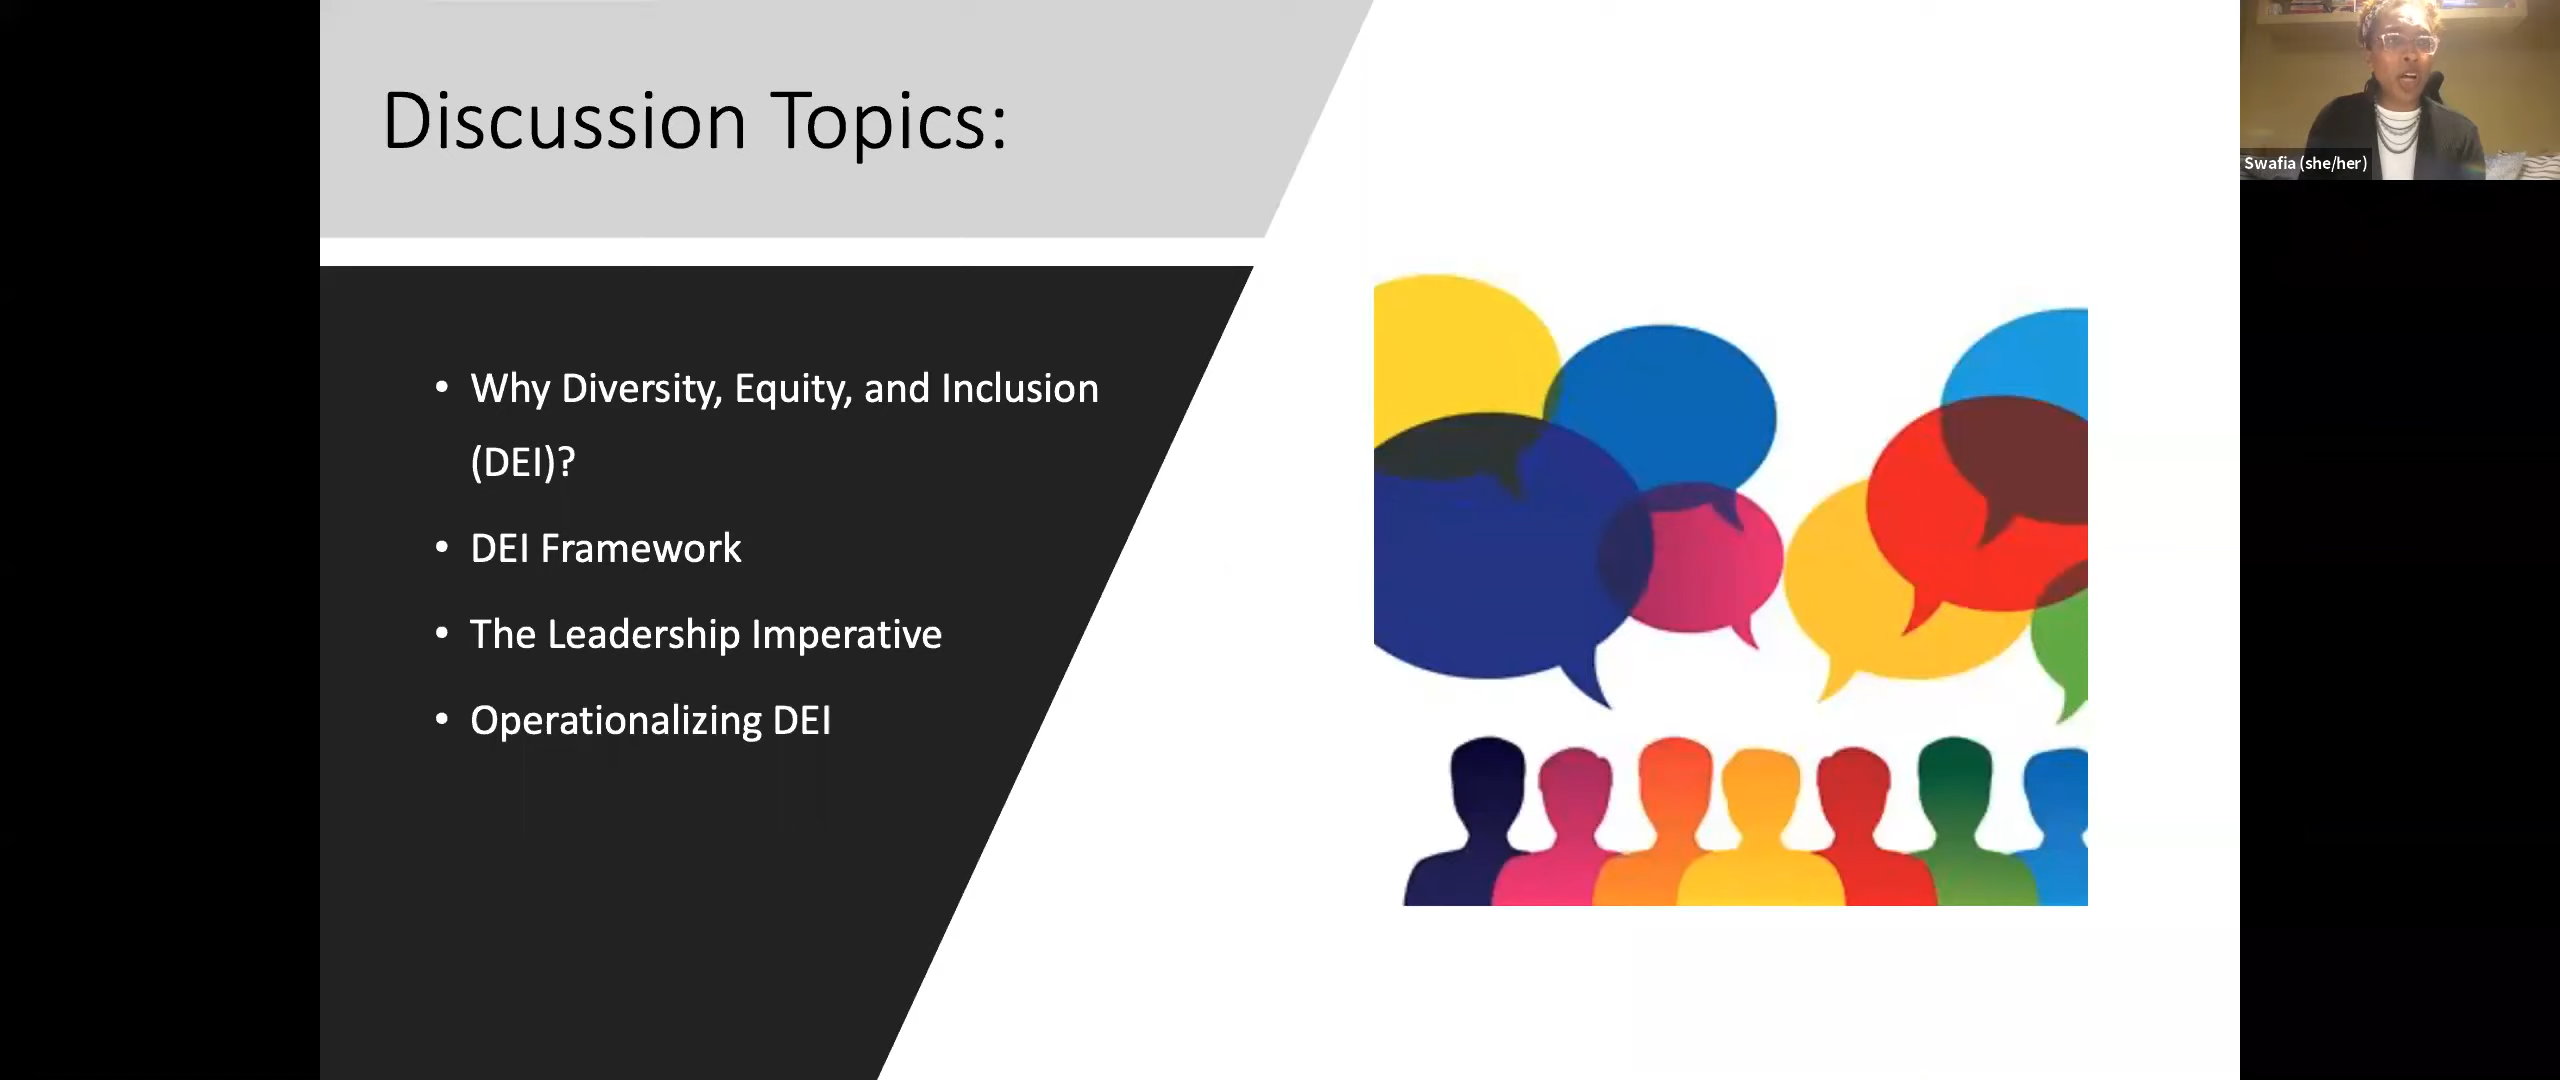 Discussion Topics:
• Why Diversity, Equity, and Inclusion
(DEI)?
• DEI Framework
• The Leadership Imperative
• Operationalizing DEI
Swafia (she/her)